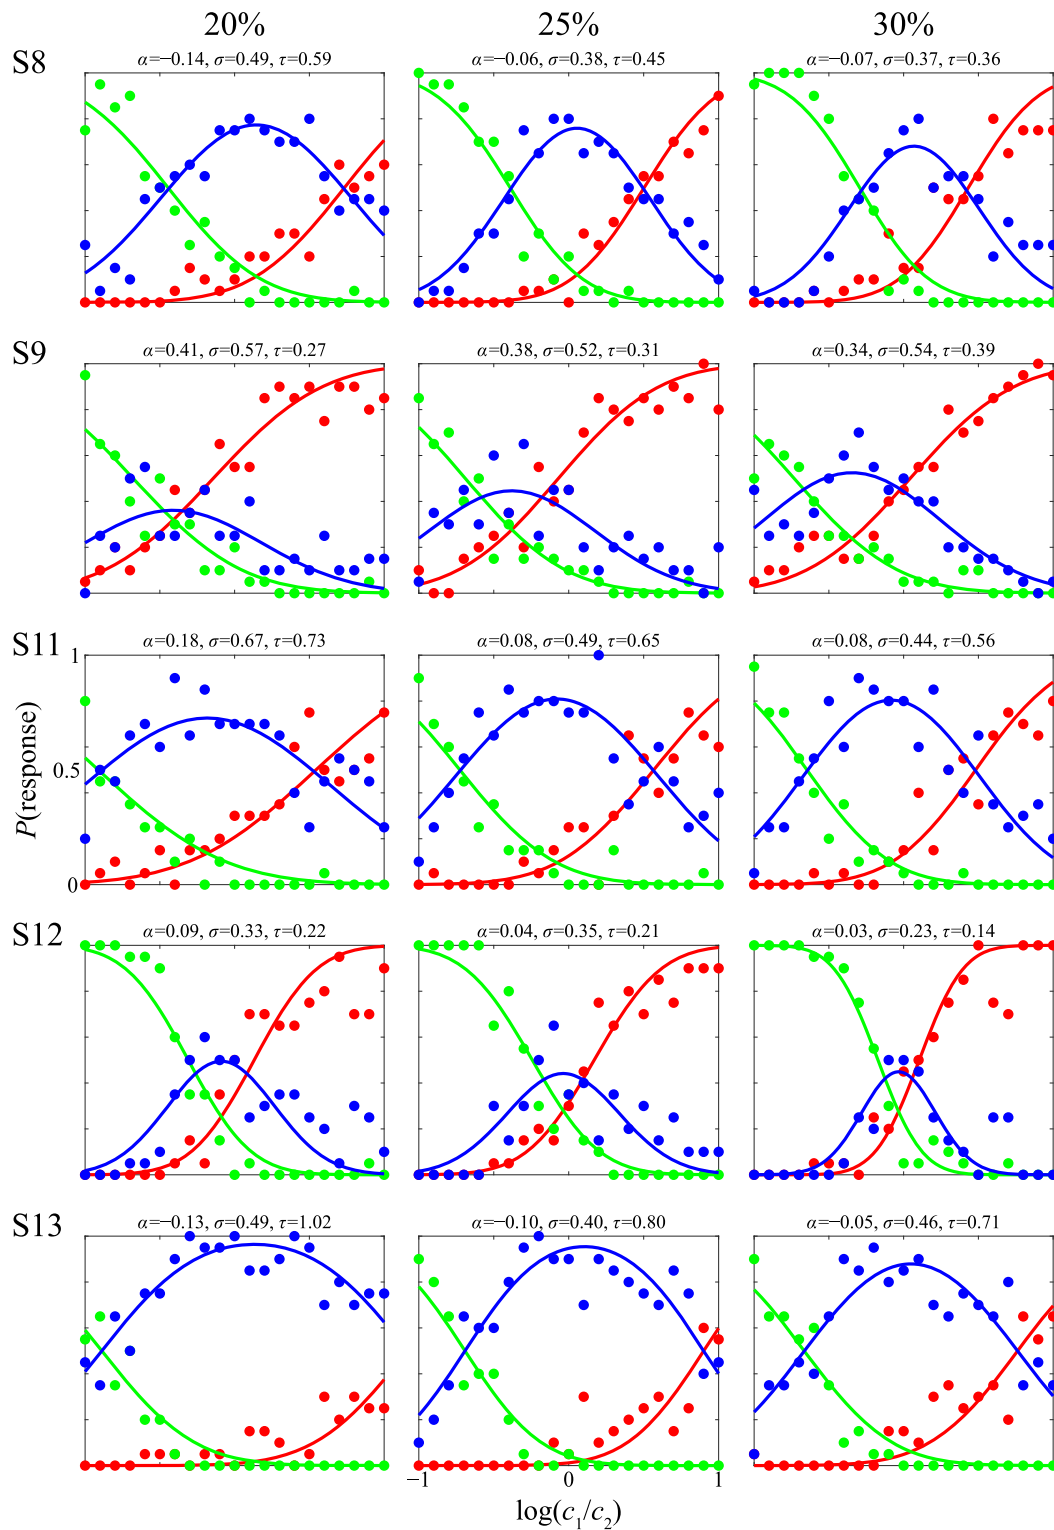 20% 25% 30%
S8
α=−0.14, σ=0.49, τ=0.59
α=−0.06, σ=0.38, τ=0.45
α=−0.07, σ=0.37, τ=0.36
S9
α=0.41, σ=0.57, τ=0.27
α=0.38, σ=0.52, τ=0.31
α=0.34, σ=0.54, τ=0.39
S11
α=0.18, σ=0.67, τ=0.73
α=0.08, σ=0.49, τ=0.65
α=0.08, σ=0.44, τ=0.56
1
0.5
0
P(response)
S12
α=0.09, σ=0.33, τ=0.22
α=0.04, σ=0.35, τ=0.21
α=0.03, σ=0.23, τ=0.14
S13
α=−0.13, σ=0.49, τ=1.02
α=−0.10, σ=0.40, τ=0.80
α=−0.05, σ=0.46, τ=0.71
−1 0 1
log(c₁/c₂)